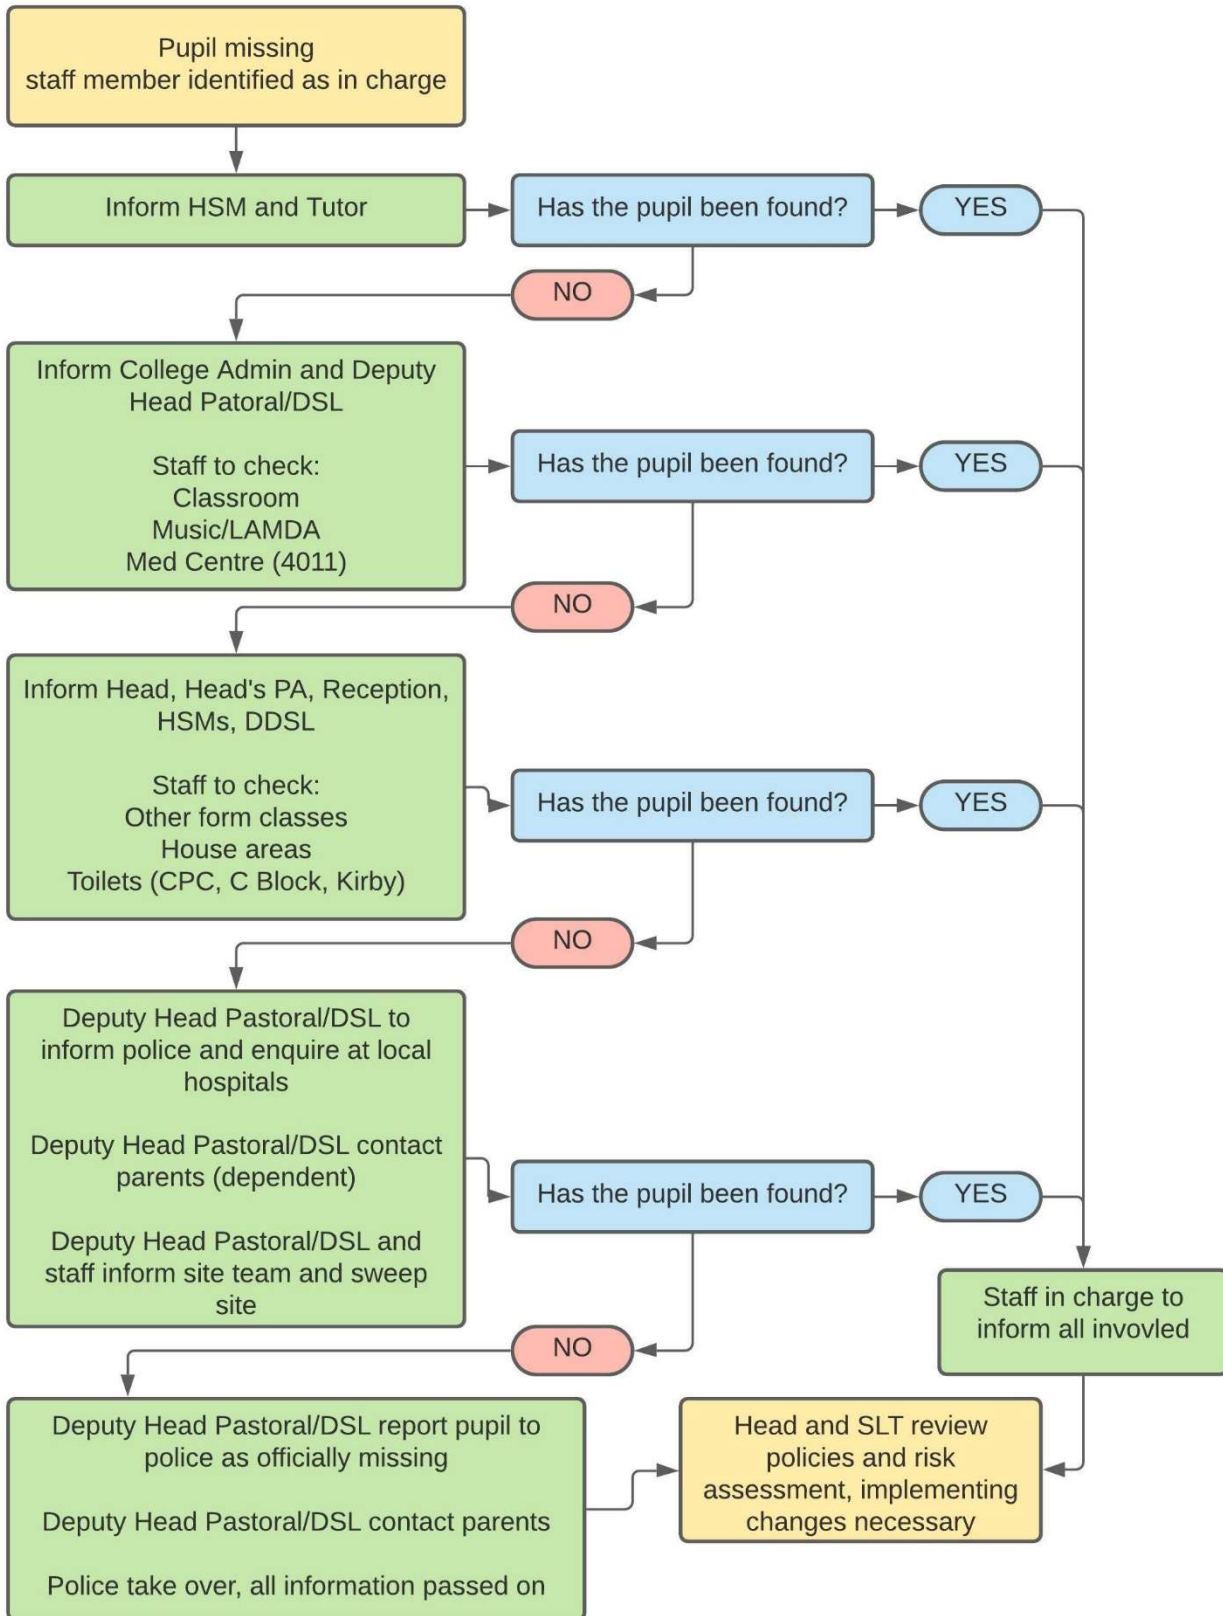 Pupil missing
staff member identified as in charge
Inform HSM and Tutor
Has the pupil been found?
YES
NO
Inform College Admin and Deputy
Head Patoral/DSL
Staff to check:
Classroom
Music/LAMDA
Med Centre (4011)
Has the pupil been found?
YES
NO
Inform Head, Head's PA, Reception,
HSMs, DDSL
Staff to check:
Other form classes
House areas
Toilets (CPC, C Block, Kirby)
Has the pupil been found?
YES
NO
Deputy Head Pastoral/DSL to
inform police and enquire at local
hospitals
Deputy Head Pastoral/DSL contact
parents (dependent)
Deputy Head Pastoral/DSL and
staff inform site team and sweep
site
Has the pupil been found?
YES
NO
Staff in charge to
inform all invovled
Deputy Head Pastoral/DSL report pupil to
police as officially missing
Deputy Head Pastoral/DSL contact parents
Police take over, all information passed on
Head and SLT review
policies and risk
assessment, implementing
changes necessary